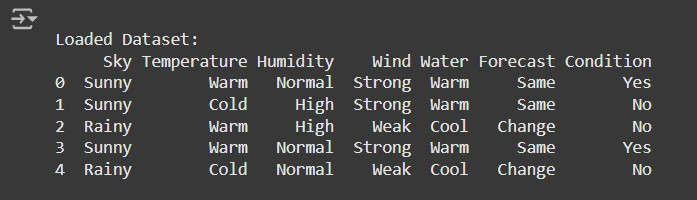 Loaded Dataset:
Sky Temperature Humidity Wind Water Forecast Condition
0 Sunny Warm Normal Strong Warm Same Yes
1 Sunny Cold High Strong Warm Same No
2 Rainy Warm High Weak Cool Change No
3 Sunny Warm Normal Strong Warm Same Yes
4 Rainy Cold Normal Weak Cool Change No